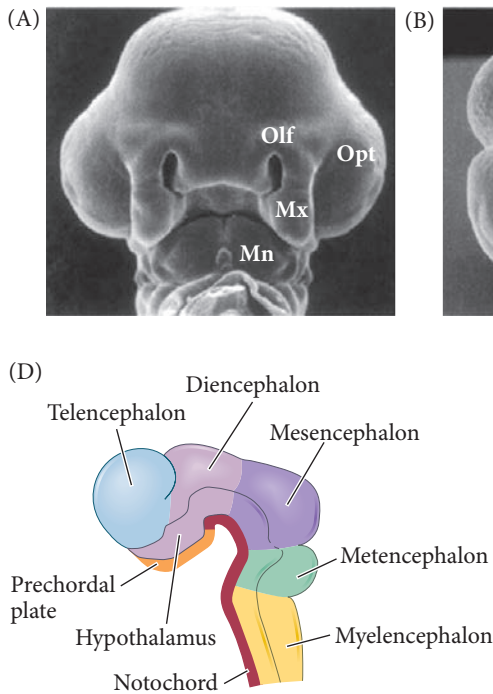 (A)
(B)
Olf
Opt
Mx
Mn
(D)
Diencephalon
Telencephalon
Mesencephalon
Metencephalon
Prechordal
plate
Hypothalamus
Myelencephalon
Notochord